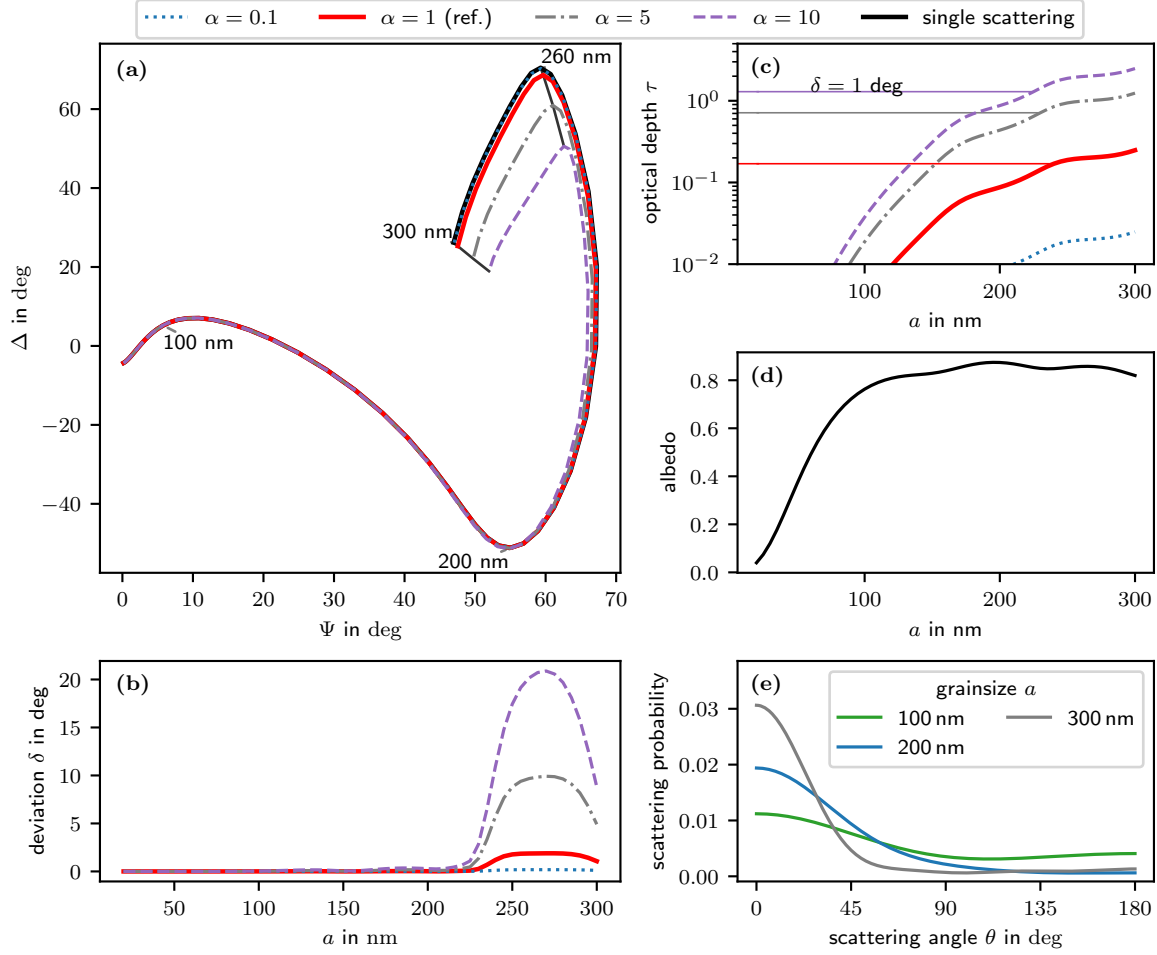 α = 0.1 α = 1 (ref.) α = 5 α = 10 single scattering
(a)
260 nm
300 nm
100 nm
200 nm
60
40
20
0
−20
−40
Δ in deg
0 10 20 30 40 50 60 70
Ψ in deg
(b)
20
15
10
5
0
deviation δ in deg
50 100 150 200 250 300
a in nm
(c)
δ = 1 deg
10⁰
10⁻¹
10⁻²
optical depth τ
100 200 300
a in nm
(d)
0.8
0.6
0.4
0.2
0.0
albedo
100 200 300
a in nm
(e)
grainsize a
100 nm 300 nm
200 nm
0.03
0.02
0.01
0.00
scattering probability
0 45 90 135 180
scattering angle θ in deg